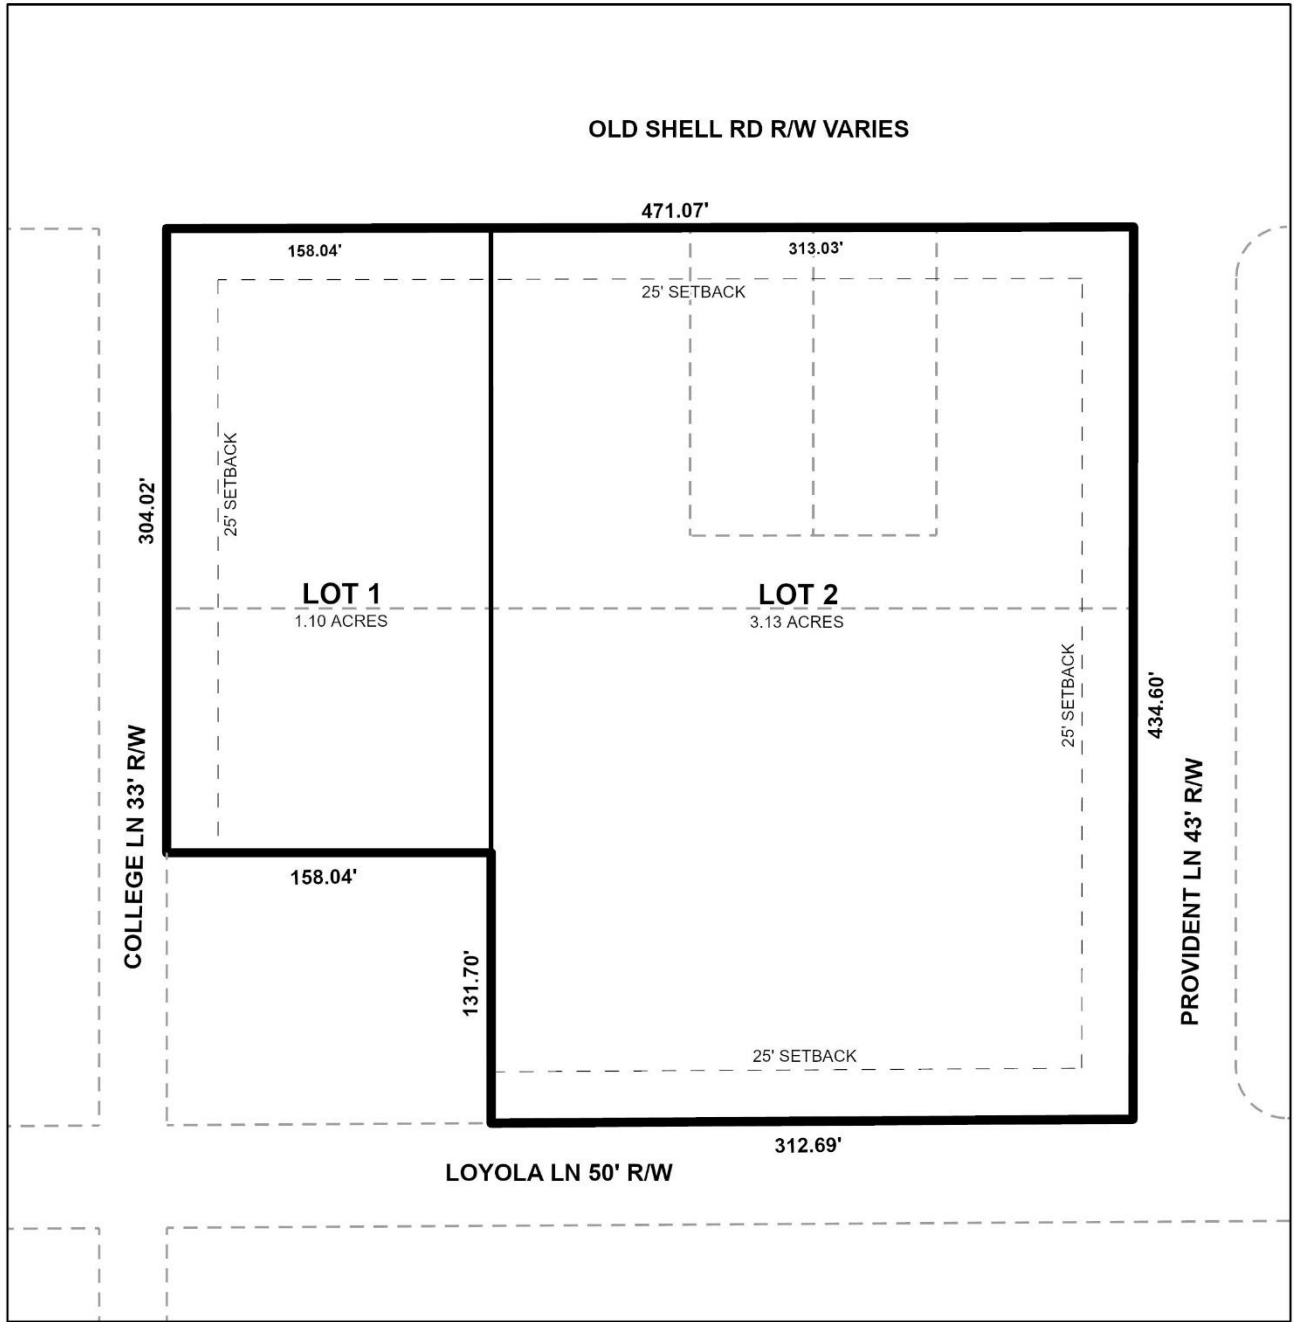 OLD SHELL RD R/W VARIES
471.07'
158.04'
313.03'
25' SETBACK
25' SETBACK
304.02'
LOT 1
1.10 ACRES
LOT 2
3.13 ACRES
25' SETBACK
434.60'
COLLEGE LN 33' R/W
PROVIDENT LN 43' R/W
158.04'
131.70'
25' SETBACK
312.69'
LOYOLA LN 50' R/W